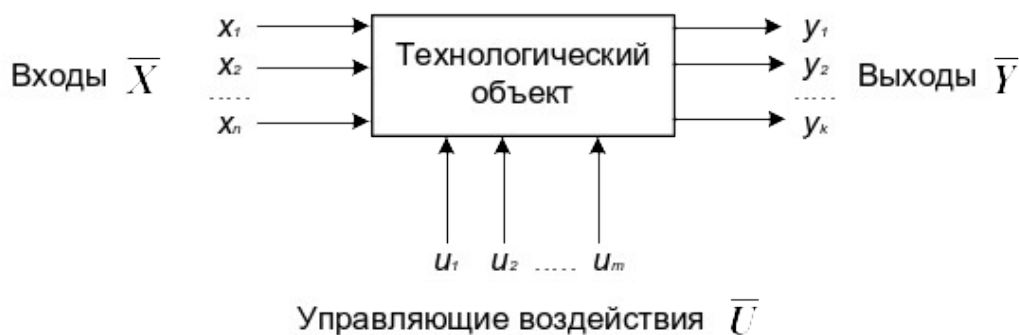 x₁ y₁
Технологический
Входы X̅ x₂ y₂ Выходы Y̅
объект
..... .....
xₙ yₖ
u₁ u₂ ..... uₘ
Управляющие воздействия U̅